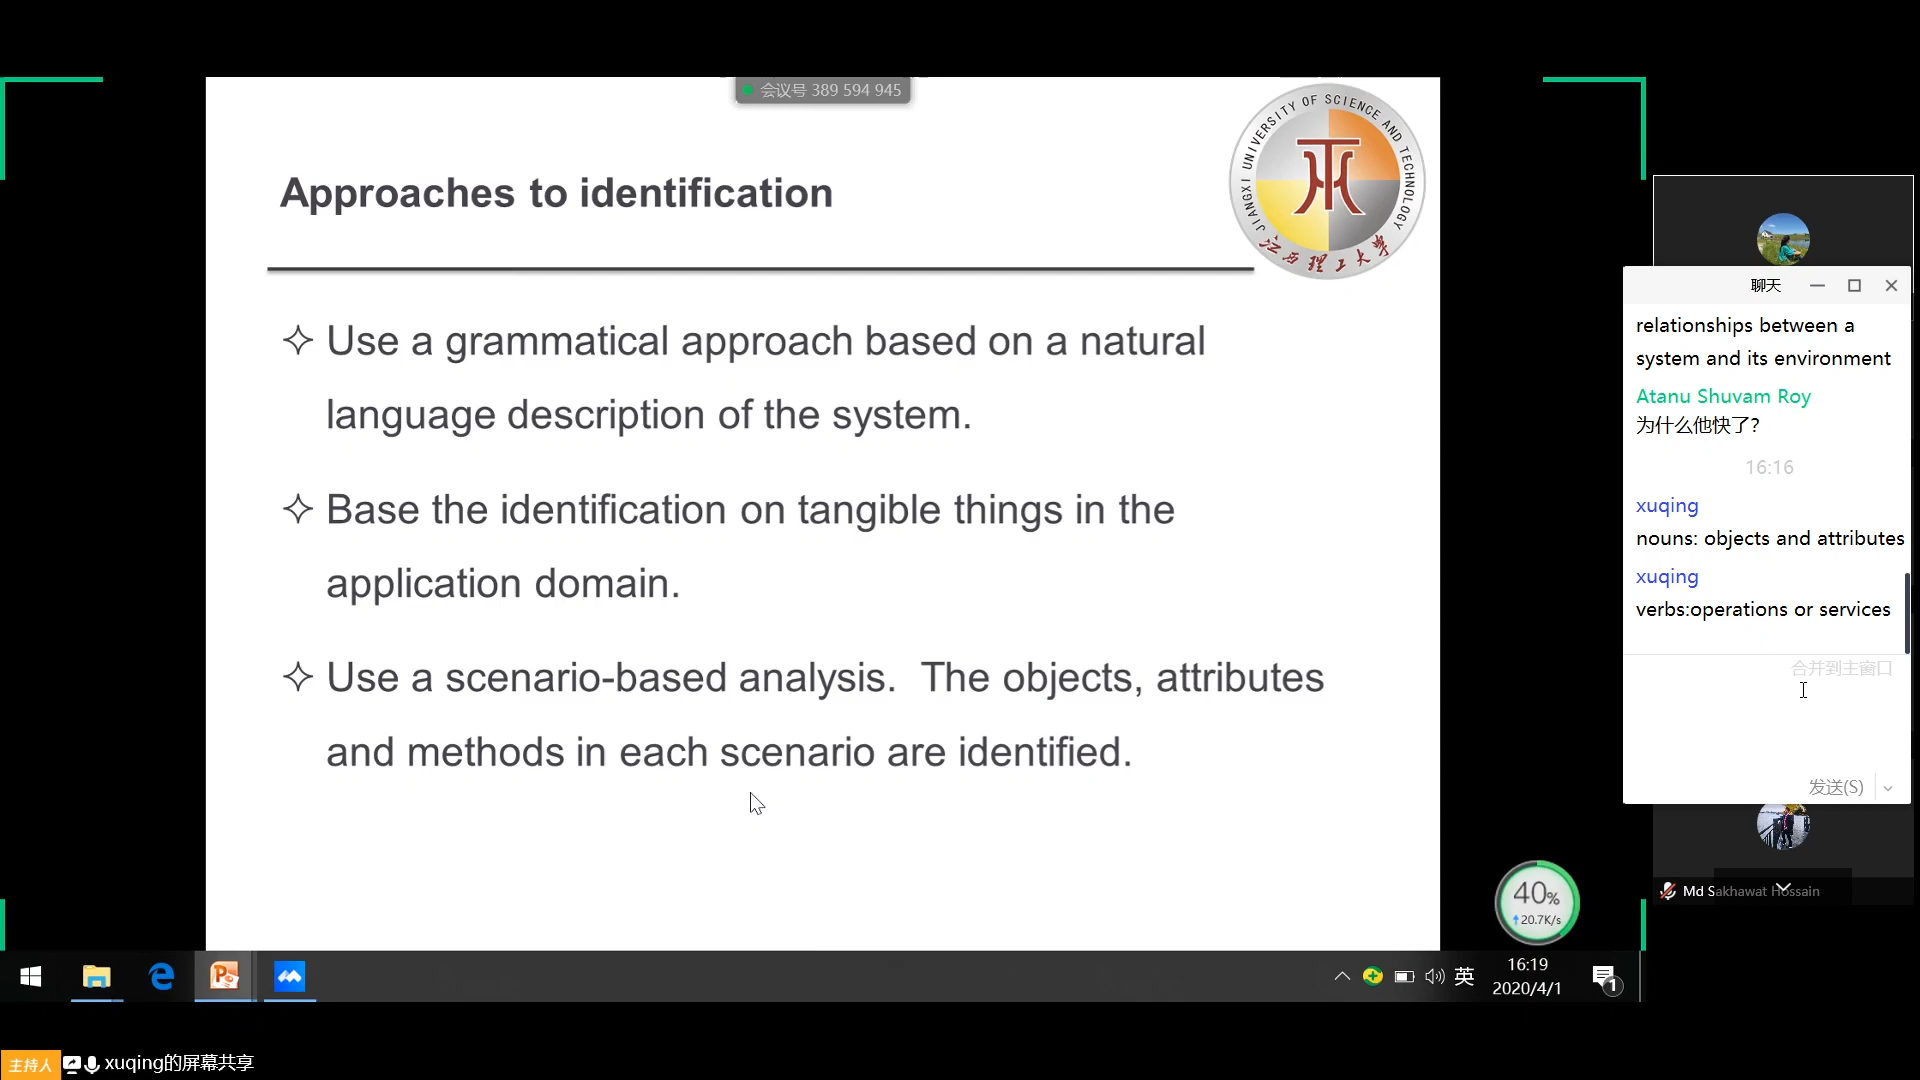 会议号 389 594 945
JIANGXI UNIVERSITY OF SCIENCE AND TECHNOLOGY
江西理工大学
Approaches to identification
Use a grammatical approach based on a natural
language description of the system.
Base the identification on tangible things in the
application domain.
Use a scenario-based analysis. The objects, attributes
and methods in each scenario are identified.
聊天
relationships between a
system and its environment
Atanu Shuvam Roy
为什么他快了?
16:16
xuqing
nouns: objects and attributes
xuqing
verbs:operations or services
合并到主窗口
发送(S)
Md Sakhawat Hossain
40%
20.7K/s
英
16:19
2020/4/1
1
主持人
xuqing的屏幕共享